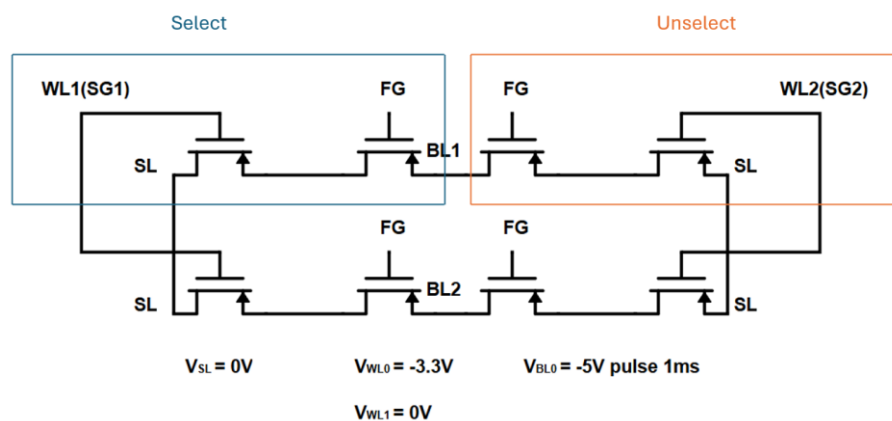 Select Unselect
WL1(SG1) FG FG WL2(SG2)
SL BL1 SL
FG FG
SL BL2 SL
VSL = 0V VWL0 = -3.3V VBL0 = -5V pulse 1ms
VWL1 = 0V